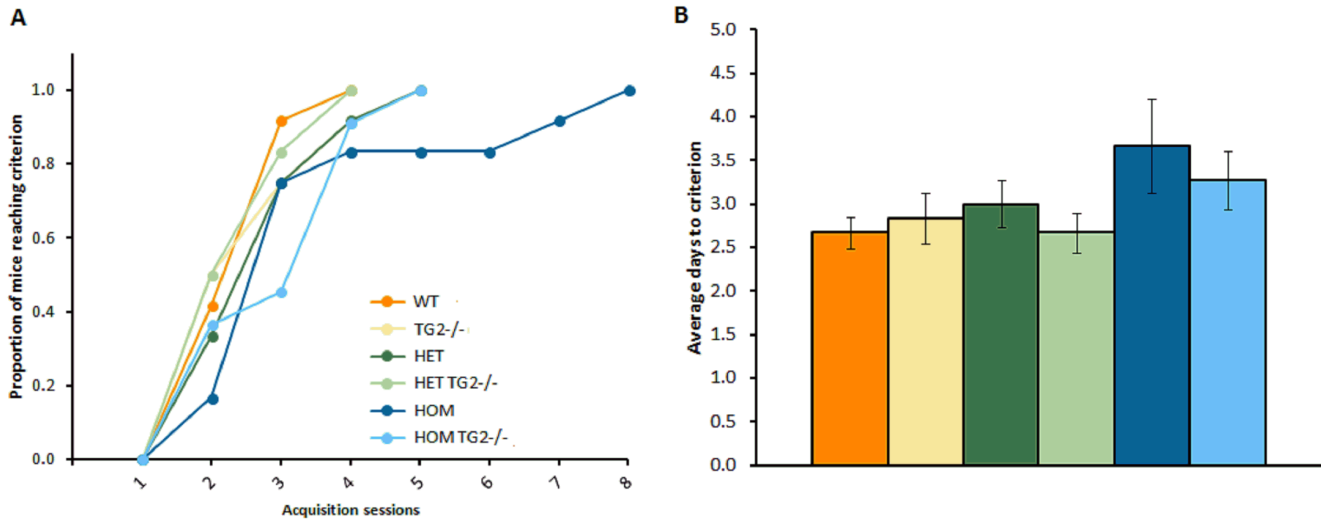 A
Proportion of mice reaching criterion
1.0
0.8
0.6
0.4
0.2
0.0
WT
TG2-/-
HET
HET TG2-/-
HOM
HOM TG2-/-
1 2 3 4 5 6 7 8
Acquisition sessions
B
Average days to criterion
5.0
4.5
4.0
3.5
3.0
2.5
2.0
1.5
1.0
0.5
0.0